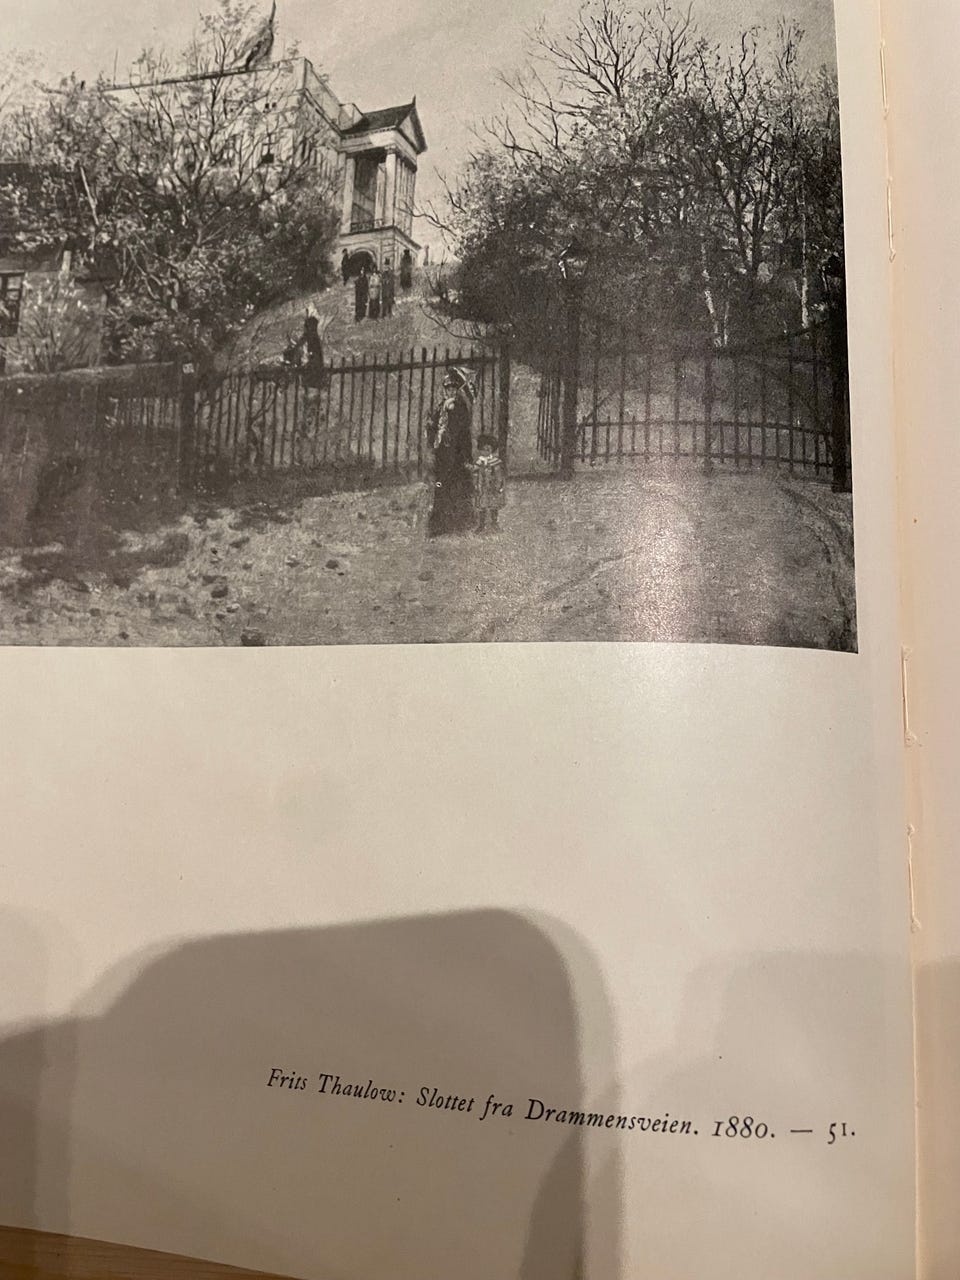 Frits Thaulow: Slottet fra Drammensveien. 1880. — 51.